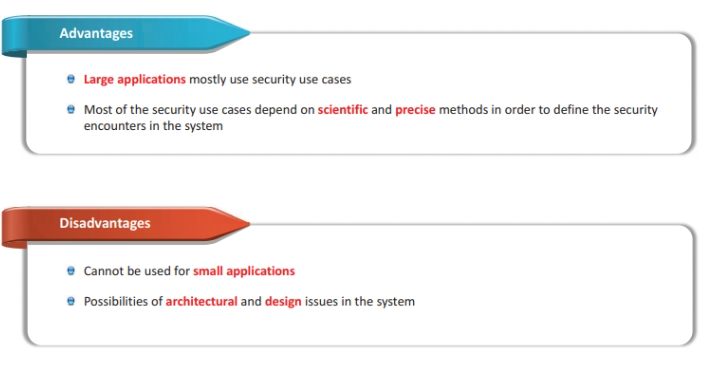 Advantages
Large applications mostly use security use cases
Most of the security use cases depend on scientific and precise methods in order to define the security
encounters in the system
Disadvantages
Cannot be used for small applications
Possibilities of architectural and design issues in the system